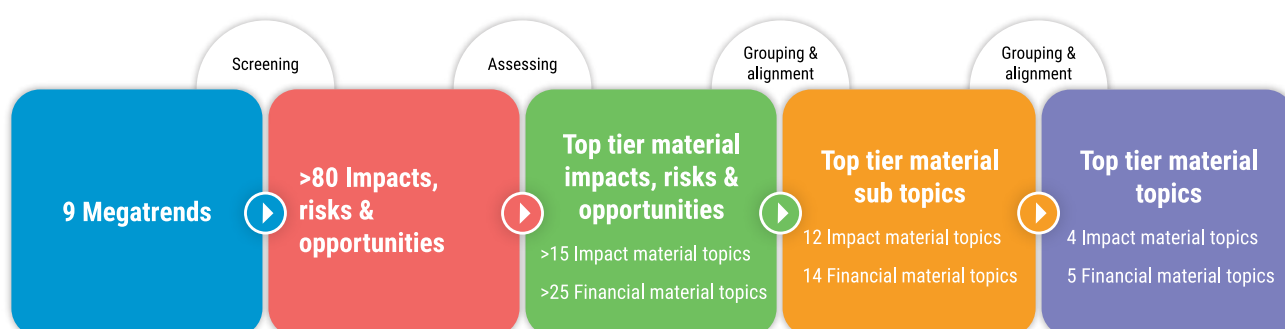 Screening
Assessing
Grouping &
alignment
Grouping &
alignment
9 Megatrends
>80 Impacts,
risks &
opportunities
Top tier material
impacts, risks &
opportunities
>15 Impact material topics
>25 Financial material topics
Top tier material
sub topics
12 Impact material topics
14 Financial material topics
Top tier material
topics
4 Impact material topics
5 Financial material topics